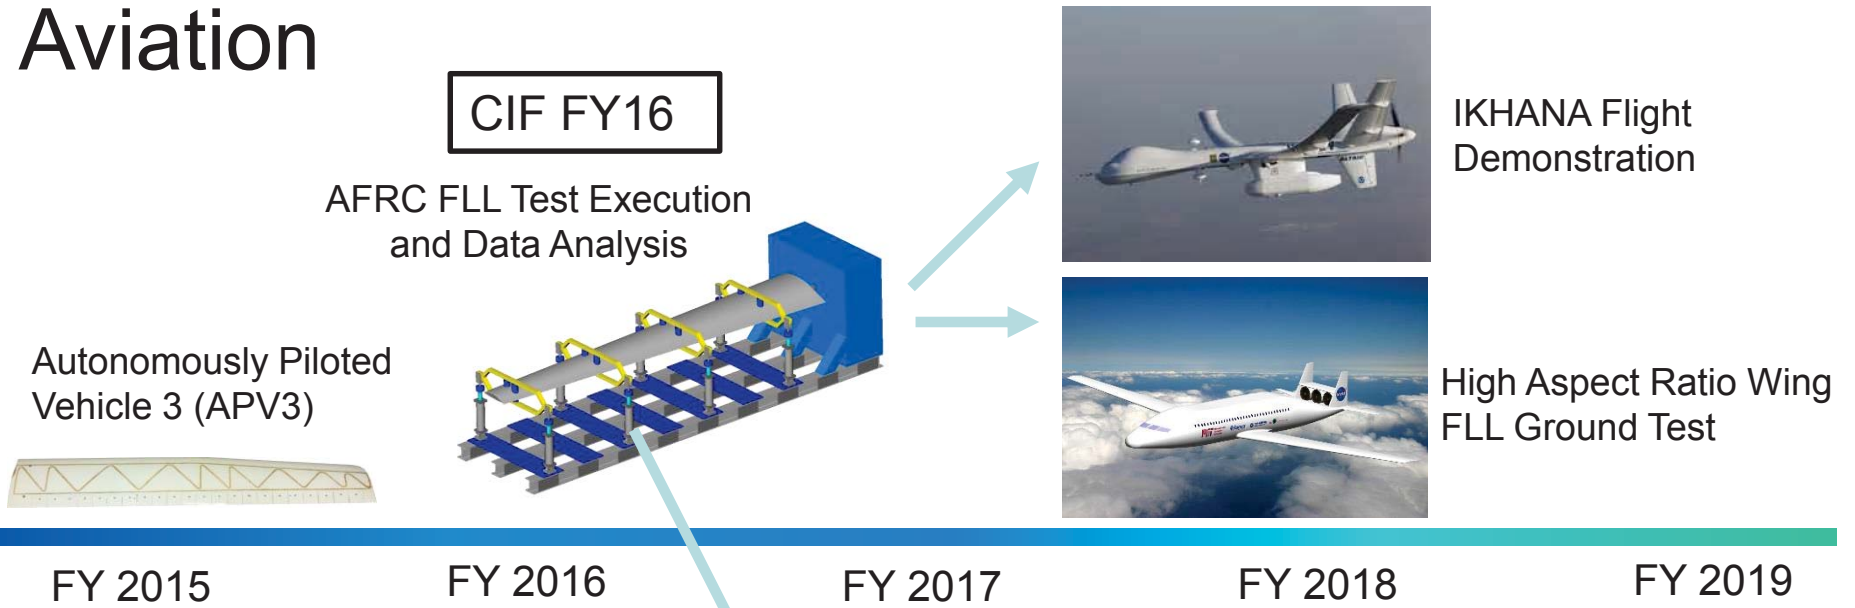 Aviation
CIF FY16
AFRC FLL Test Execution
and Data Analysis
Autonomously Piloted
Vehicle 3 (APV3)
IKHANA Flight
Demonstration
High Aspect Ratio Wing
FLL Ground Test
FY 2015
FY 2016
FY 2017
FY 2018
FY 2019